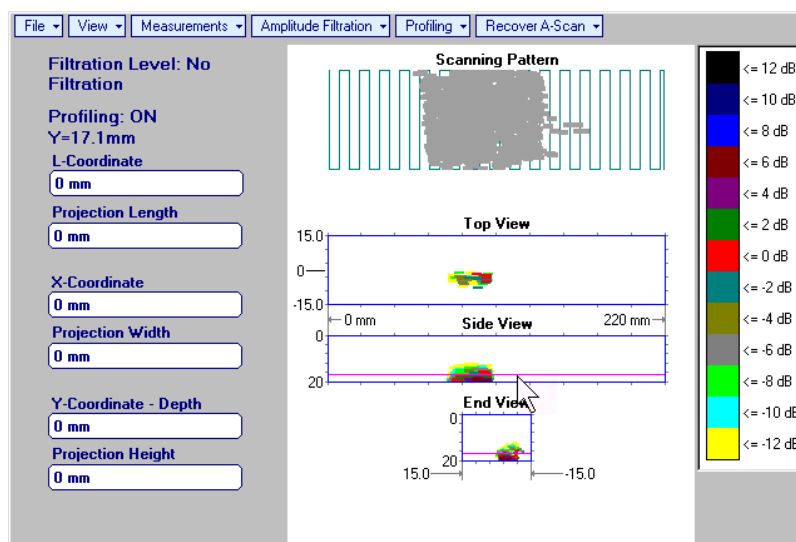 File View Measurements Amplitude Filtration Profiling Recover A-Scan
Filtration Level: No
Filtration
Profiling: ON
Y=17.1mm
L-Coordinate
0 mm
Projection Length
0 mm
X-Coordinate
0 mm
Projection Width
0 mm
Y-Coordinate - Depth
0 mm
Projection Height
0 mm
Scanning Pattern
Top View
15.0
0
-15.0
0 mm
220 mm
Side View
0
20
End View
0
20
15.0
-15.0
<= 12 dB
<= 10 dB
<= 8 dB
<= 6 dB
<= 4 dB
<= 2 dB
<= 0 dB
<= -2 dB
<= -4 dB
<= -6 dB
<= -8 dB
<= -10 dB
<= -12 dB